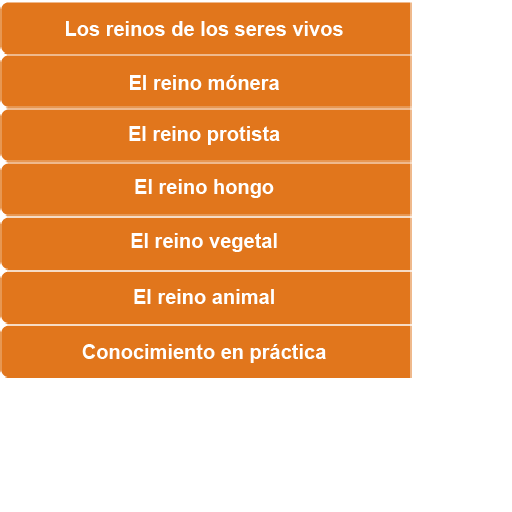 Los reinos de los seres vivos
El reino mónera
El reino protista
El reino hongo
El reino vegetal
El reino animal
Conocimiento en práctica